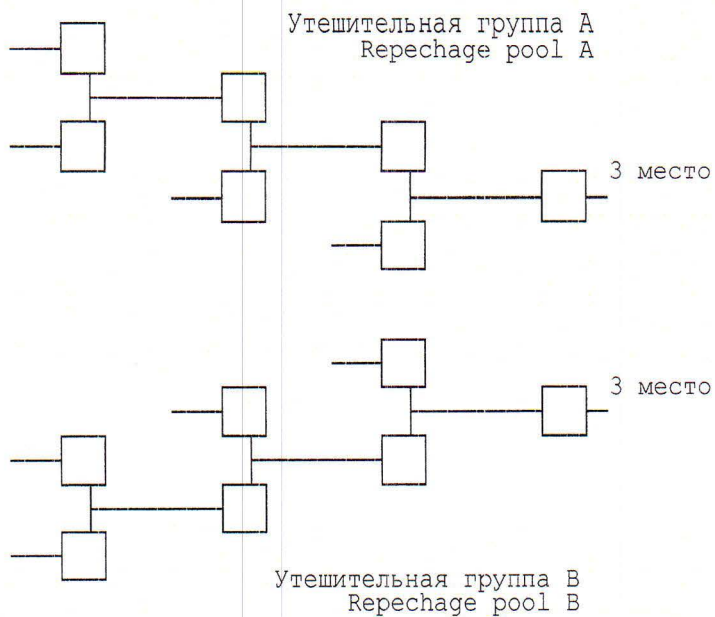 Утешительная группа А
Repechage pool A
3 место
3 место
Утешительная группа В
Repechage pool B